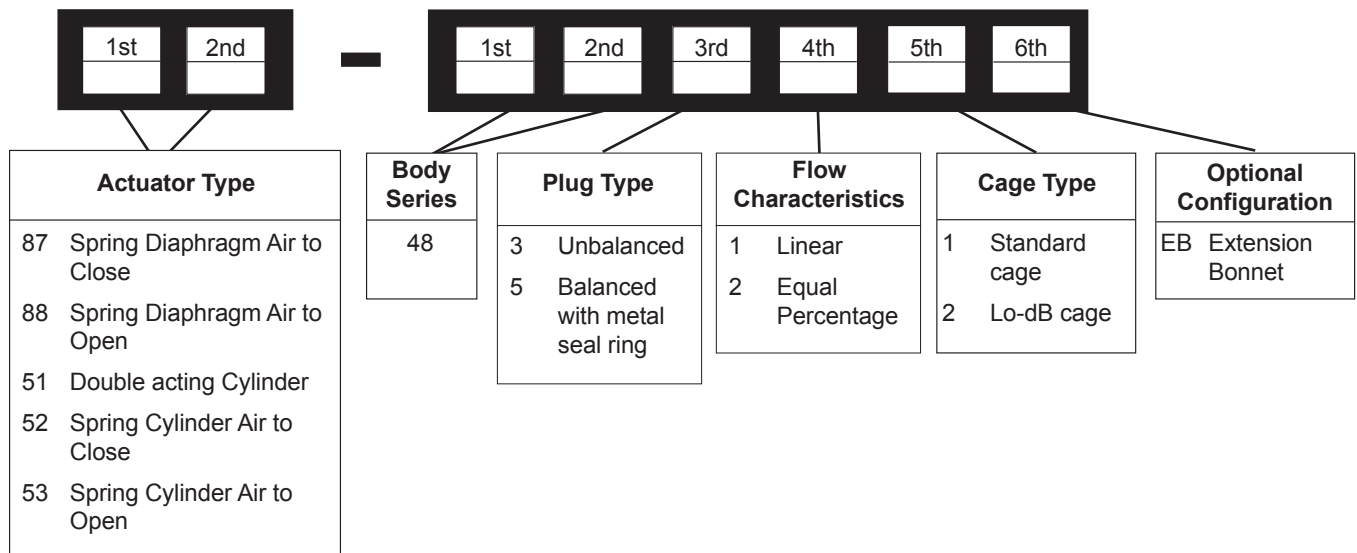 1st 2nd - 1st 2nd 3rd 4th 5th 6th
Actuator Type
87 Spring Diaphragm Air to
Close
88 Spring Diaphragm Air to
Open
51 Double acting Cylinder
52 Spring Cylinder Air to
Close
53 Spring Cylinder Air to
Open
Body
Series
48
Plug Type
3 Unbalanced
5 Balanced
with metal
seal ring
Flow
Characteristics
1 Linear
2 Equal
Percentage
Cage Type
1 Standard
cage
2 Lo-dB cage
Optional
Configuration
EB Extension
Bonnet